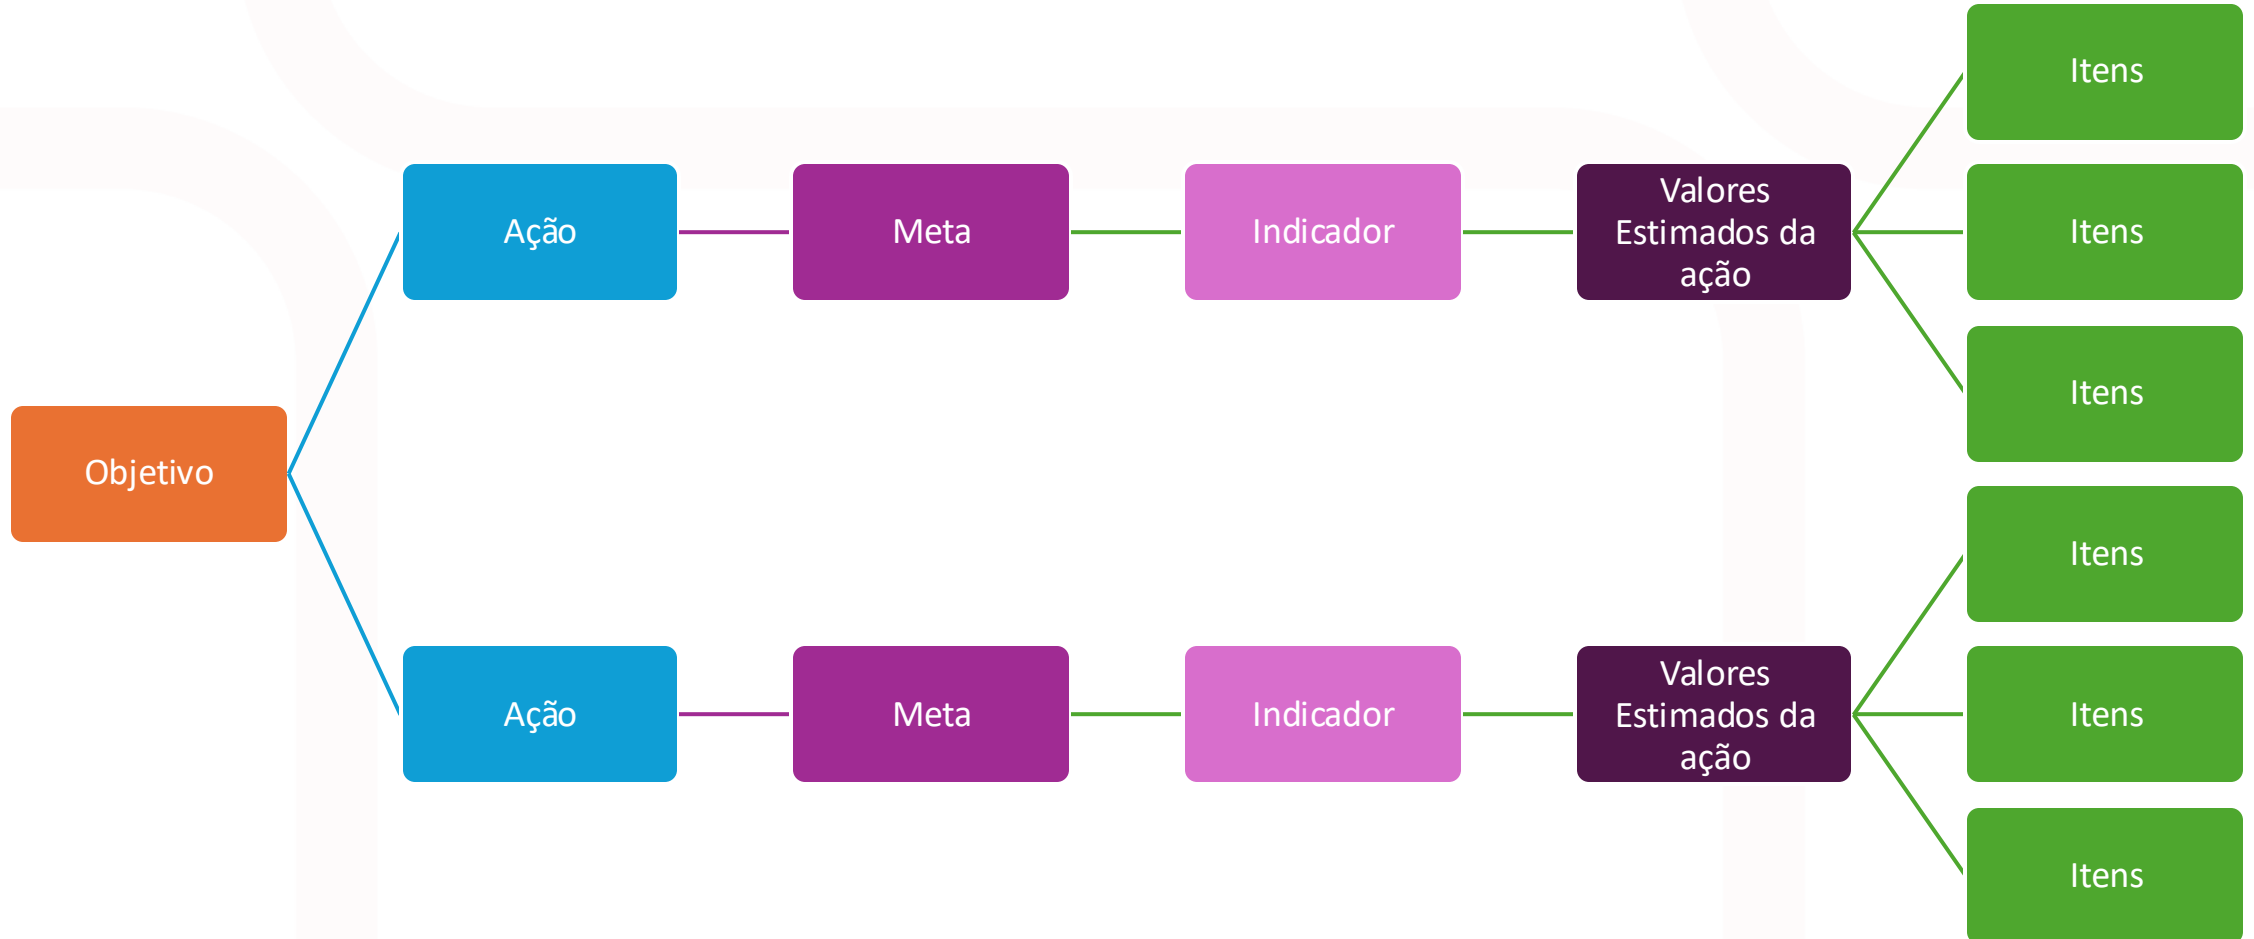 Objetivo
Ação
Meta
Indicador
Valores
Estimados da
ação
Itens
Itens
Itens
Ação
Meta
Indicador
Valores
Estimados da
ação
Itens
Itens
Itens